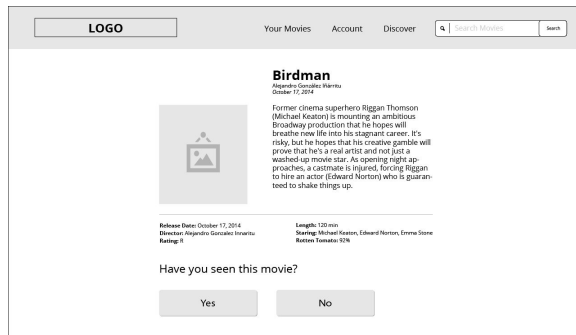 LOGO
Your Movies Account Discover Search Movies Search
Birdman
Alejandro González Iñárritu
October 17, 2014
Former cinema superhero Riggan Thomson
(Michael Keaton) is mounting an ambitious
Broadway production that he hopes will
breathe new life into his stagnant career. It's
risky, but he hopes that his creative gamble will
prove that he's a real artist and not just a
washed-up movie star. As opening night ap-
proaches, a castmate is injured, forcing Riggan
to hire an actor (Edward Norton) who is guaran-
teed to shake things up.
Release Date: October 17, 2014
Director: Alejandro Gonzalez Innaritu
Rating: R
Length: 120 min
Staring: Michael Keaton, Edward Norton, Emma Stone
Rotten Tomato: 92%
Have you seen this movie?
Yes No